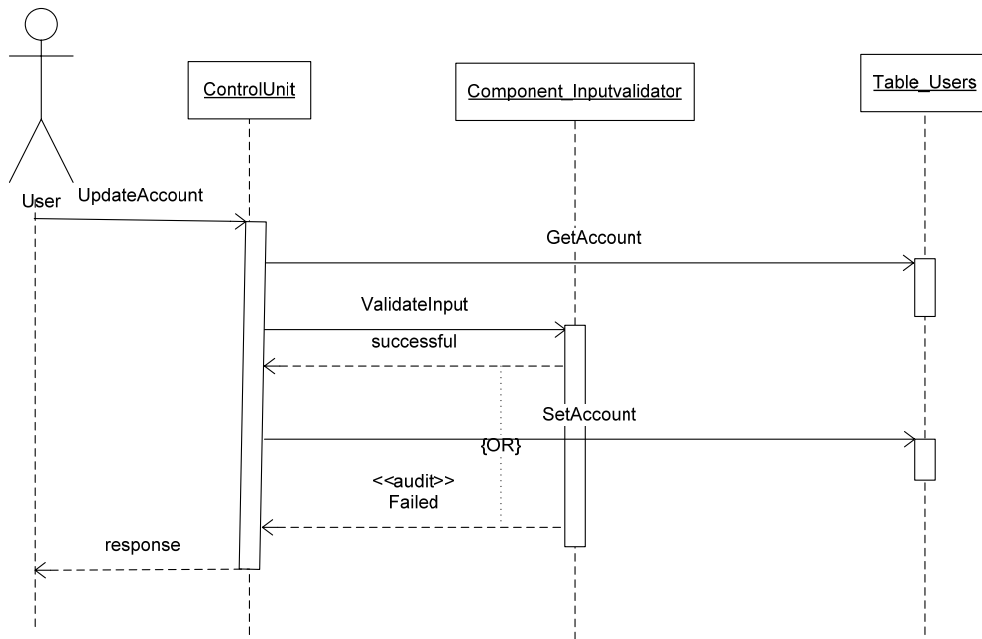 ControlUnit
Component_Inputvalidator
Table_Users
User
UpdateAccount
GetAccount
ValidateInput
successful
SetAccount
{OR}
<<audit>>
Failed
response